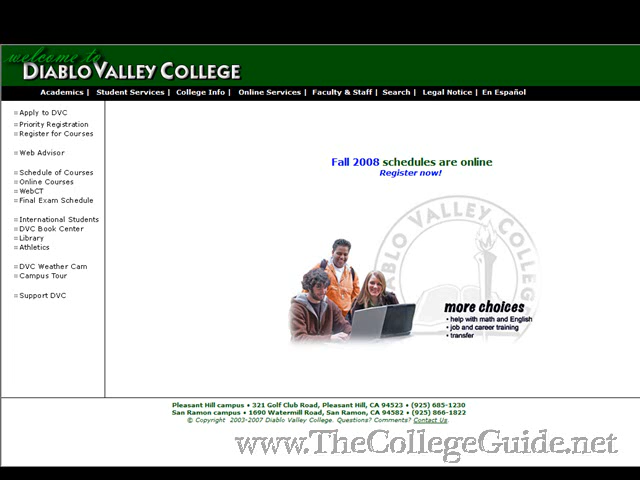 welcome to
DIABLO VALLEY COLLEGE
Academics | Student Services | College Info | Online Services | Faculty & Staff | Search | Legal Notice | En Español
Apply to DVC
Priority Registration
Register for Courses
Web Advisor
Schedule of Courses
Online Courses
WebCT
Final Exam Schedule
International Students
DVC Book Center
Library
Athletics
DVC Weather Cam
Campus Tour
Support DVC
Fall 2008 schedules are online
Register now!
DIABLO VALLEY COLLEGE
more choices
• help with math and English
• job and career training
• transfer
Pleasant Hill campus • 321 Golf Club Road, Pleasant Hill, CA 94523 • (925) 685-1230
San Ramon campus • 1690 Watermill Road, San Ramon, CA 94582 • (925) 866-1822
© Copyright 2003-2007 Diablo Valley College. Questions? Comments? Contact Us.
www.TheCollegeGuide.net